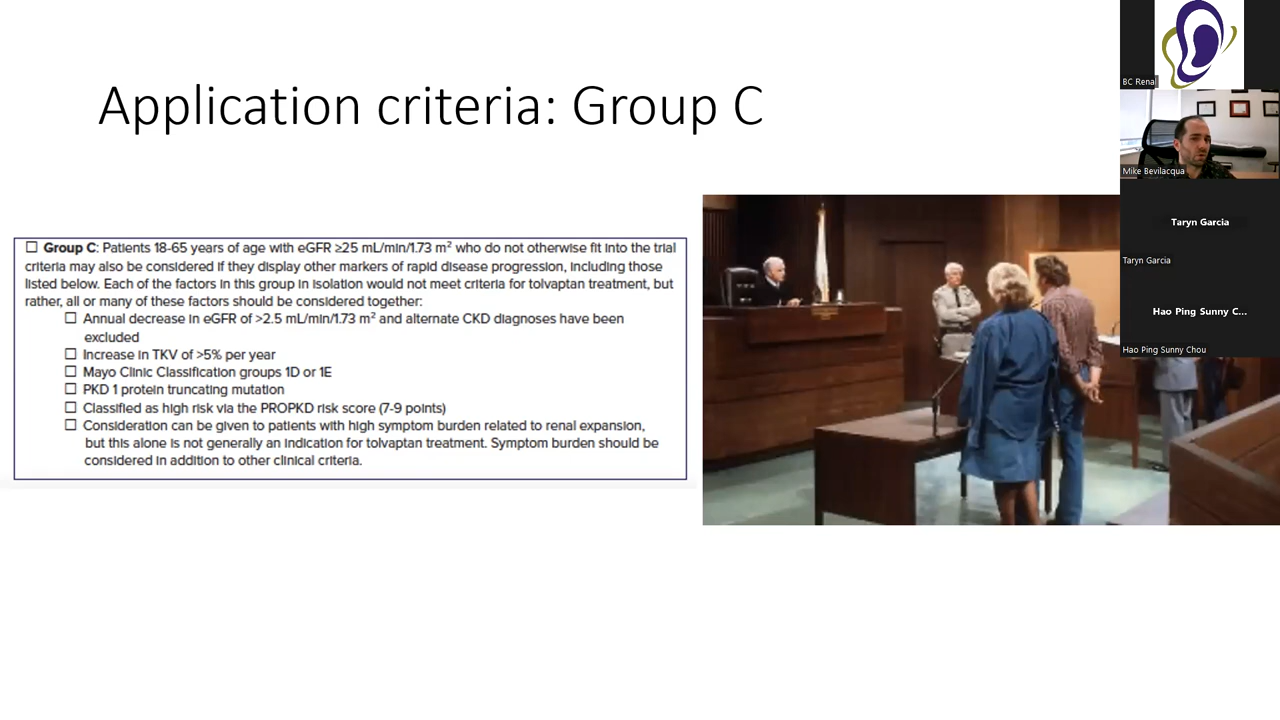 Application criteria: Group C
☐ Group C: Patients 18-65 years of age with eGFR ≥25 mL/min/1.73 m² who do not otherwise fit into the trial
criteria may also be considered if they display other markers of rapid disease progression, including those
listed below. Each of the factors in this group in isolation would not meet criteria for tolvaptan treatment, but
rather, all or many of these factors should be considered together:
☐ Annual decrease in eGFR of >2.5 mL/min/1.73 m² and alternate CKD diagnoses have been
excluded
☐ Increase in TKV of >5% per year
☐ Mayo Clinic Classification groups 1D or 1E
☐ PKD 1 protein truncating mutation
☐ Classified as high risk via the PROPKD risk score (7-9 points)
☐ Consideration can be given to patients with high symptom burden related to renal expansion,
but this alone is not generally an indication for tolvaptan treatment. Symptom burden should be
considered in addition to other clinical criteria.
BC Renal
Mike Bevilacqua
Taryn Garcia
Taryn Garcia
Hao Ping Sunny C...
Hao Ping Sunny Chou